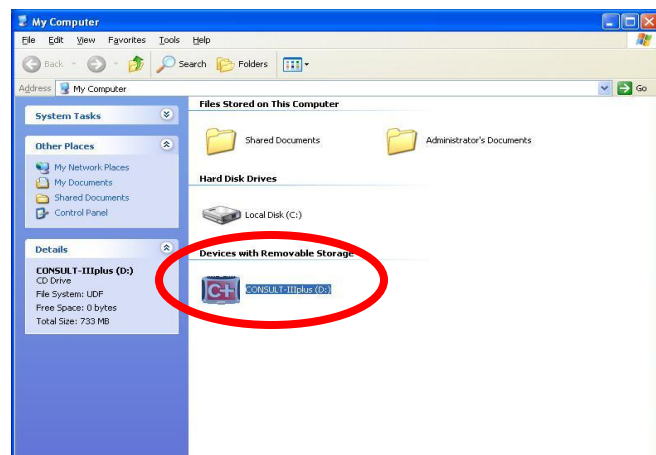 My Computer
File Edit View Favorites Tools Help
Back Search Folders
Address My Computer Go
System Tasks
Other Places
My Network Places
My Documents
Shared Documents
Control Panel
Details
CONSULT-IIIplus (D:)
CD Drive
File System: UDF
Free Space: 0 bytes
Total Size: 733 MB
Files Stored on This Computer
Shared Documents
Administrator's Documents
Hard Disk Drives
Local Disk (C:)
Devices with Removable Storage
C+
CONSULT-IIIplus (D:)